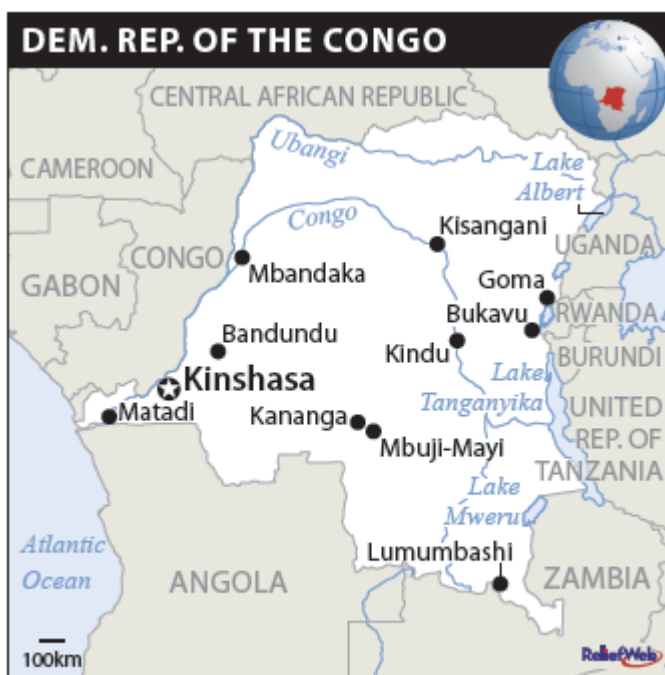 DEM. REP. OF THE CONGO
CENTRAL AFRICAN REPUBLIC
Ubangi
CAMEROON
Lake
Albert
Congo
Kisangani
UGANDA
CONGO
Mbandaka
GABON
Goma
RWANDA
Bukavu
Bandundu
Kindu
BURUNDI
Kinshasa
Lake
Tanganyika
Matadi
Kananga
UNITED
REP. OF
TANZANIA
Mbuji-Mayi
Lake
Mweru
Atlantic
Ocean
Lumumbashi
ANGOLA
ZAMBIA
100km
ReliefWeb